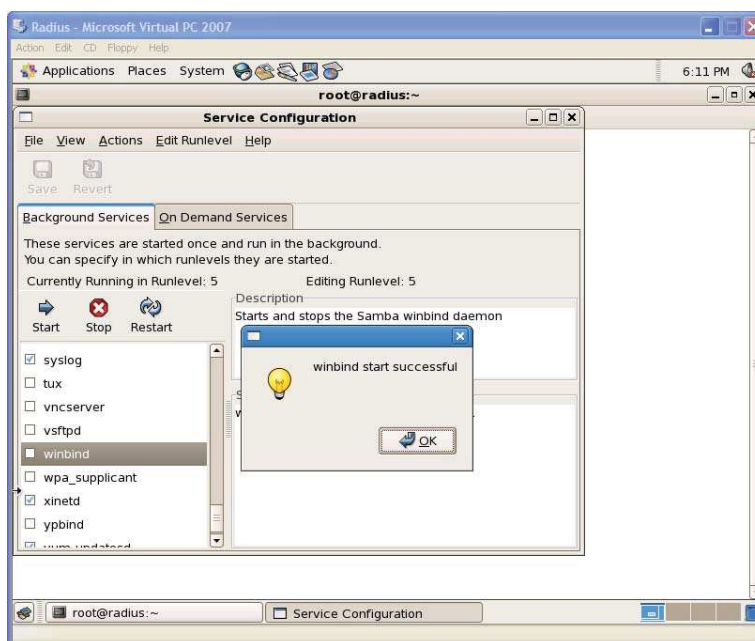 Radius - Microsoft Virtual PC 2007
Action Edit CD Floppy Help
Applications Places System 6:11 PM
root@radius:~
Service Configuration
File View Actions Edit Runlevel Help
Save Revert
Background Services On Demand Services
These services are started once and run in the background.
You can specify in which runlevels they are started.
Currently Running in Runlevel: 5 Editing Runlevel: 5
Start Stop Restart
Description
Starts and stops the Samba winbind daemon
syslog
tux
vncserver
vsftpd
winbind
wpa_supplicant
xinetd
ypbind
yum-updatesd
winbind start successful
OK
root@radius:~ Service Configuration